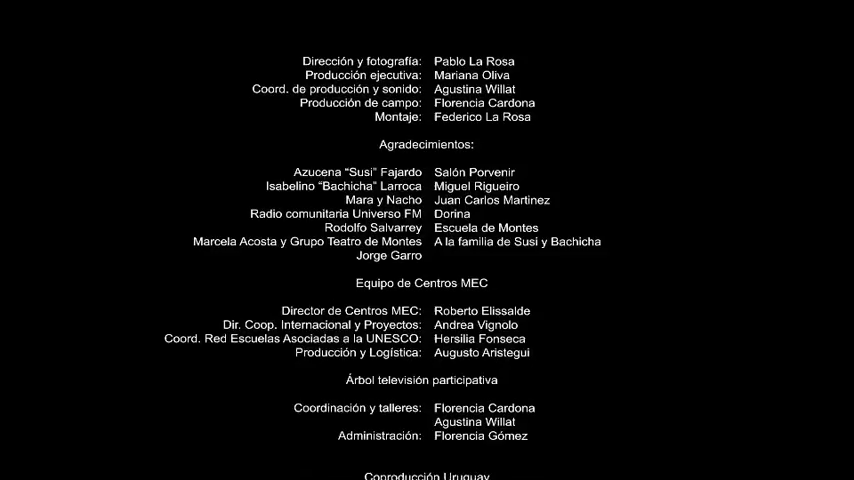 Dirección y fotografía: Pablo La Rosa
Producción ejecutiva: Mariana Oliva
Coord. de producción y sonido: Agustina Willat
Producción de campo: Florencia Cardona
Montaje: Federico La Rosa
Agradecimientos:
Azucena “Susi” Fajardo Salón Porvenir
Isabelino “Bachicha” Larroca Miguel Rigueiro
Mara y Nacho Juan Carlos Martinez
Radio comunitaria Universo FM Dorina
Rodolfo Salvarrey Escuela de Montes
Marcela Acosta y Grupo Teatro de Montes A la familia de Susi y Bachicha
Jorge Garro
Equipo de Centros MEC
Director de Centros MEC: Roberto Elissalde
Dir. Coop. Internacional y Proyectos: Andrea Vignolo
Coord. Red Escuelas Asociadas a la UNESCO: Hersilia Fonseca
Producción y Logística: Augusto Aristegui
Árbol televisión participativa
Coordinación y talleres: Florencia Cardona
Agustina Willat
Administración: Florencia Gómez
Coproducción Uruguay